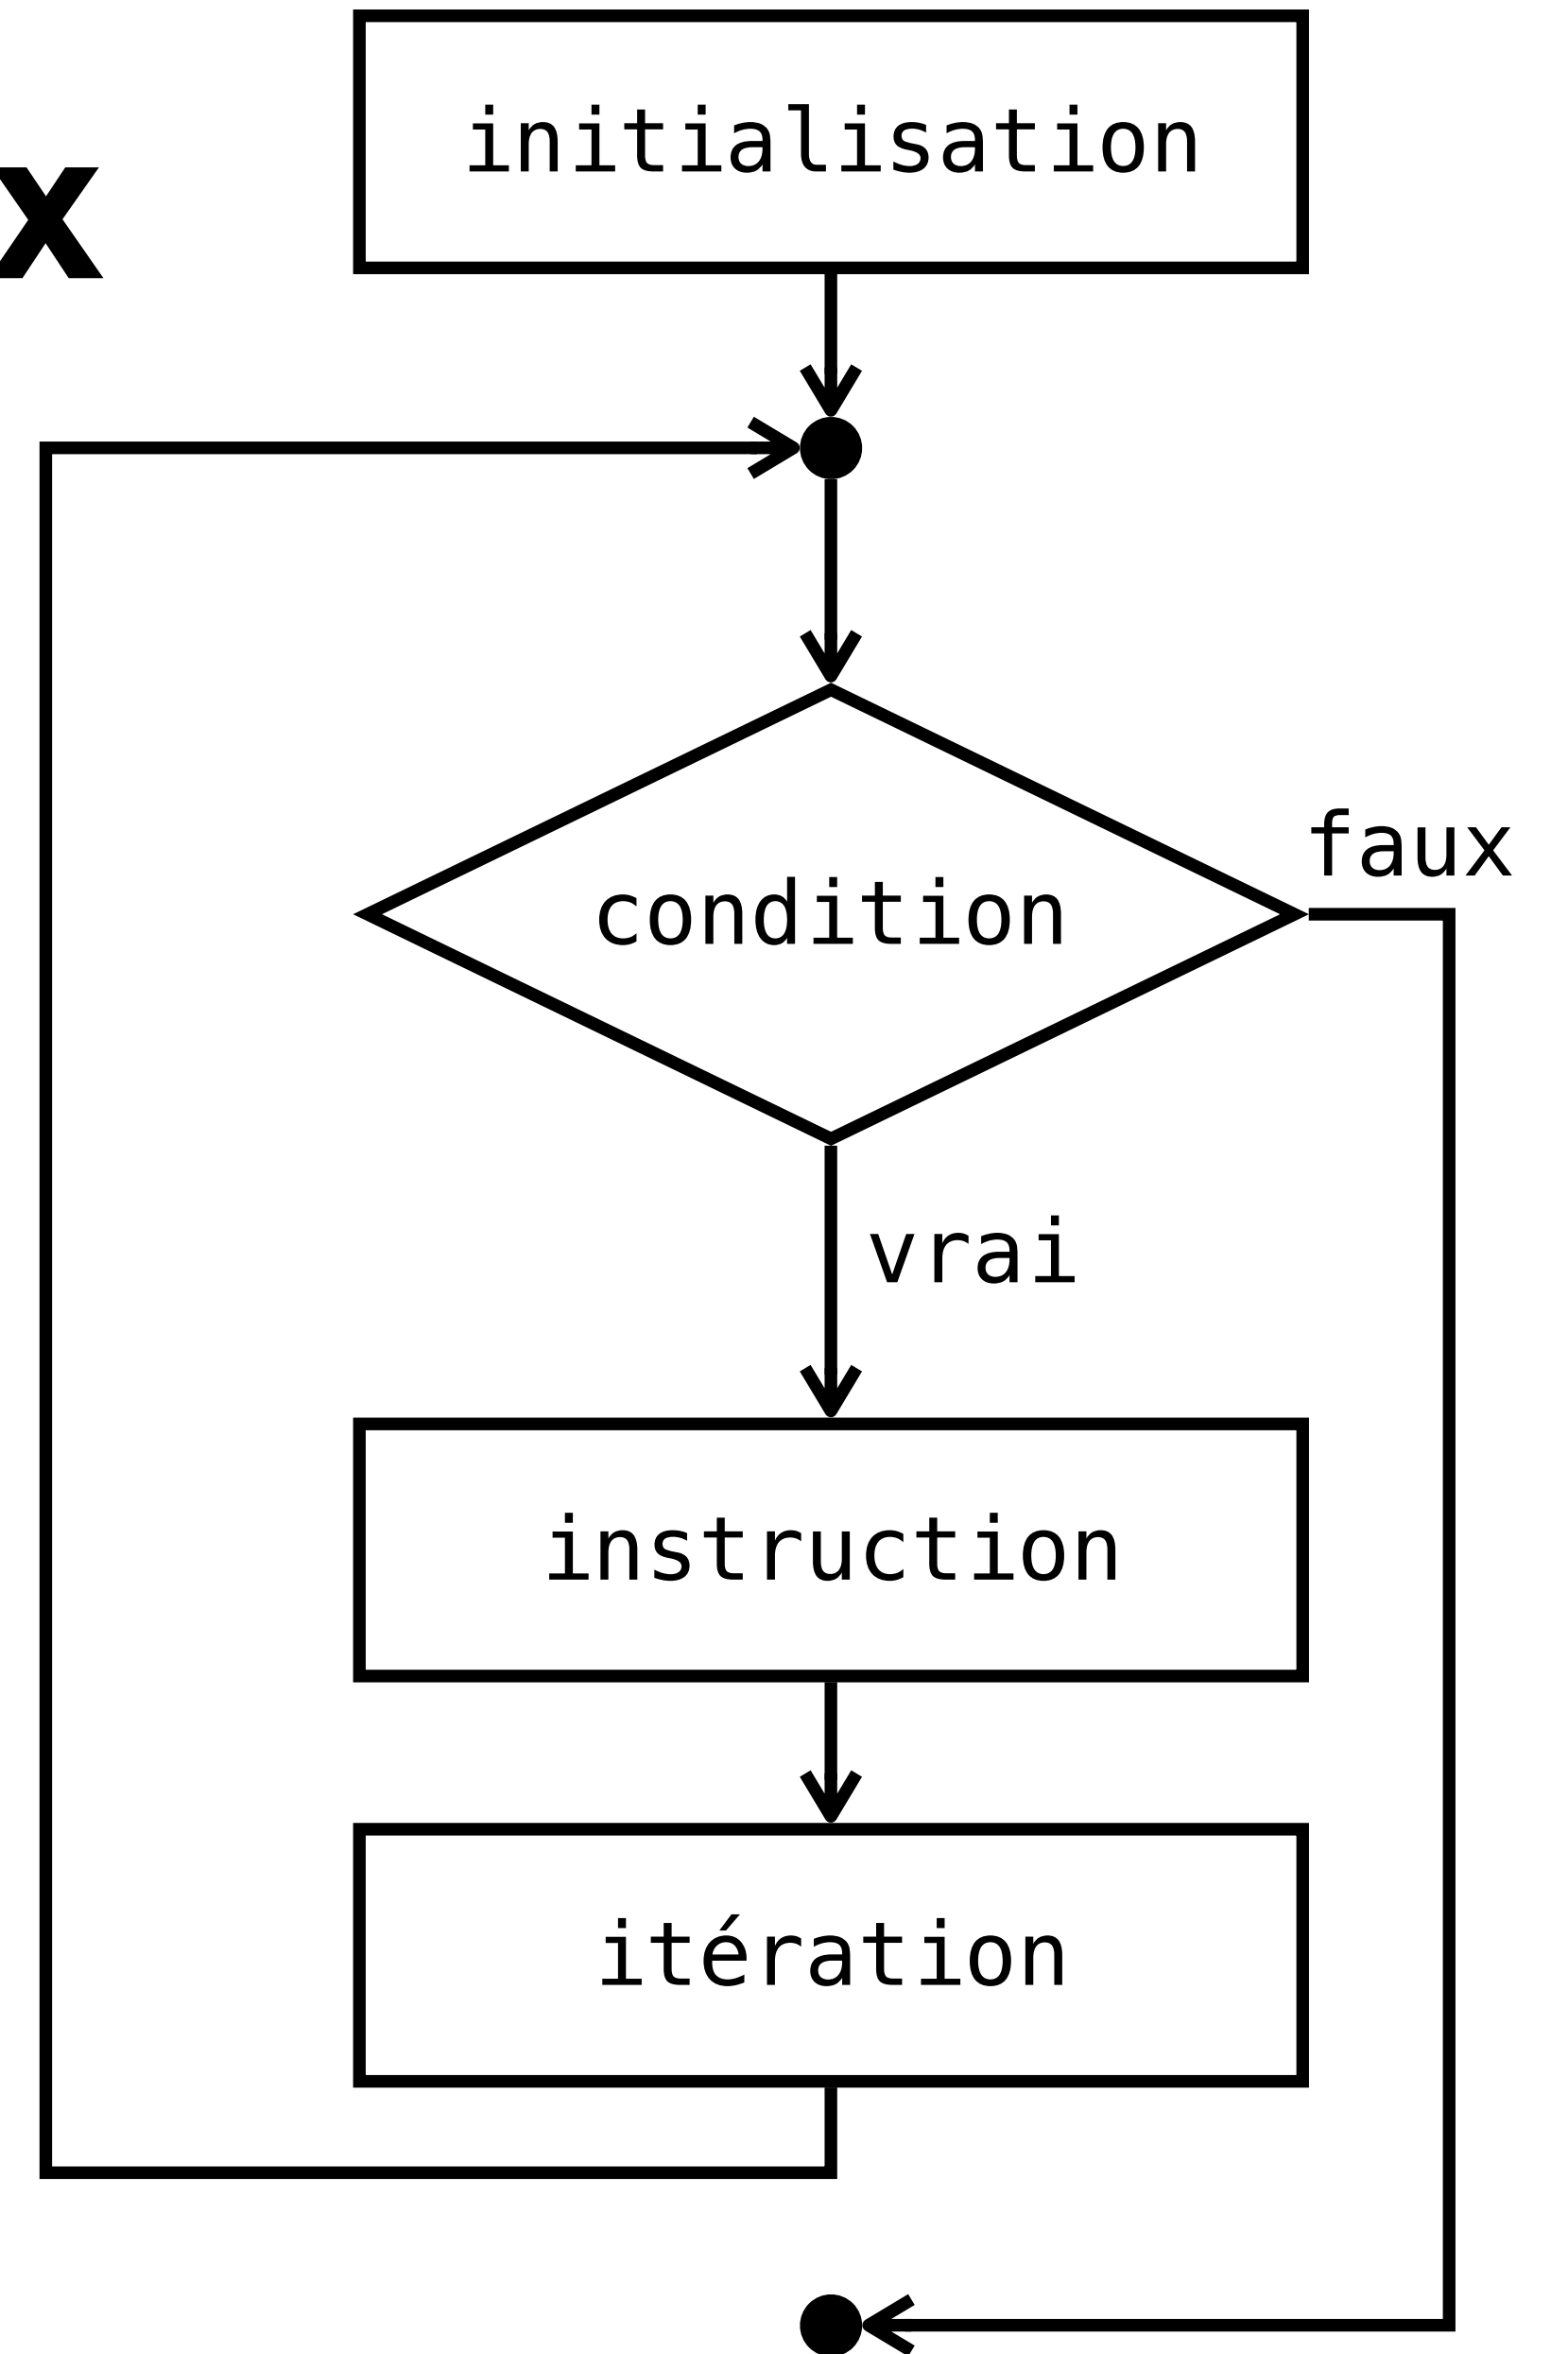 x
initialisation
condition
faux
vrai
instruction
itération